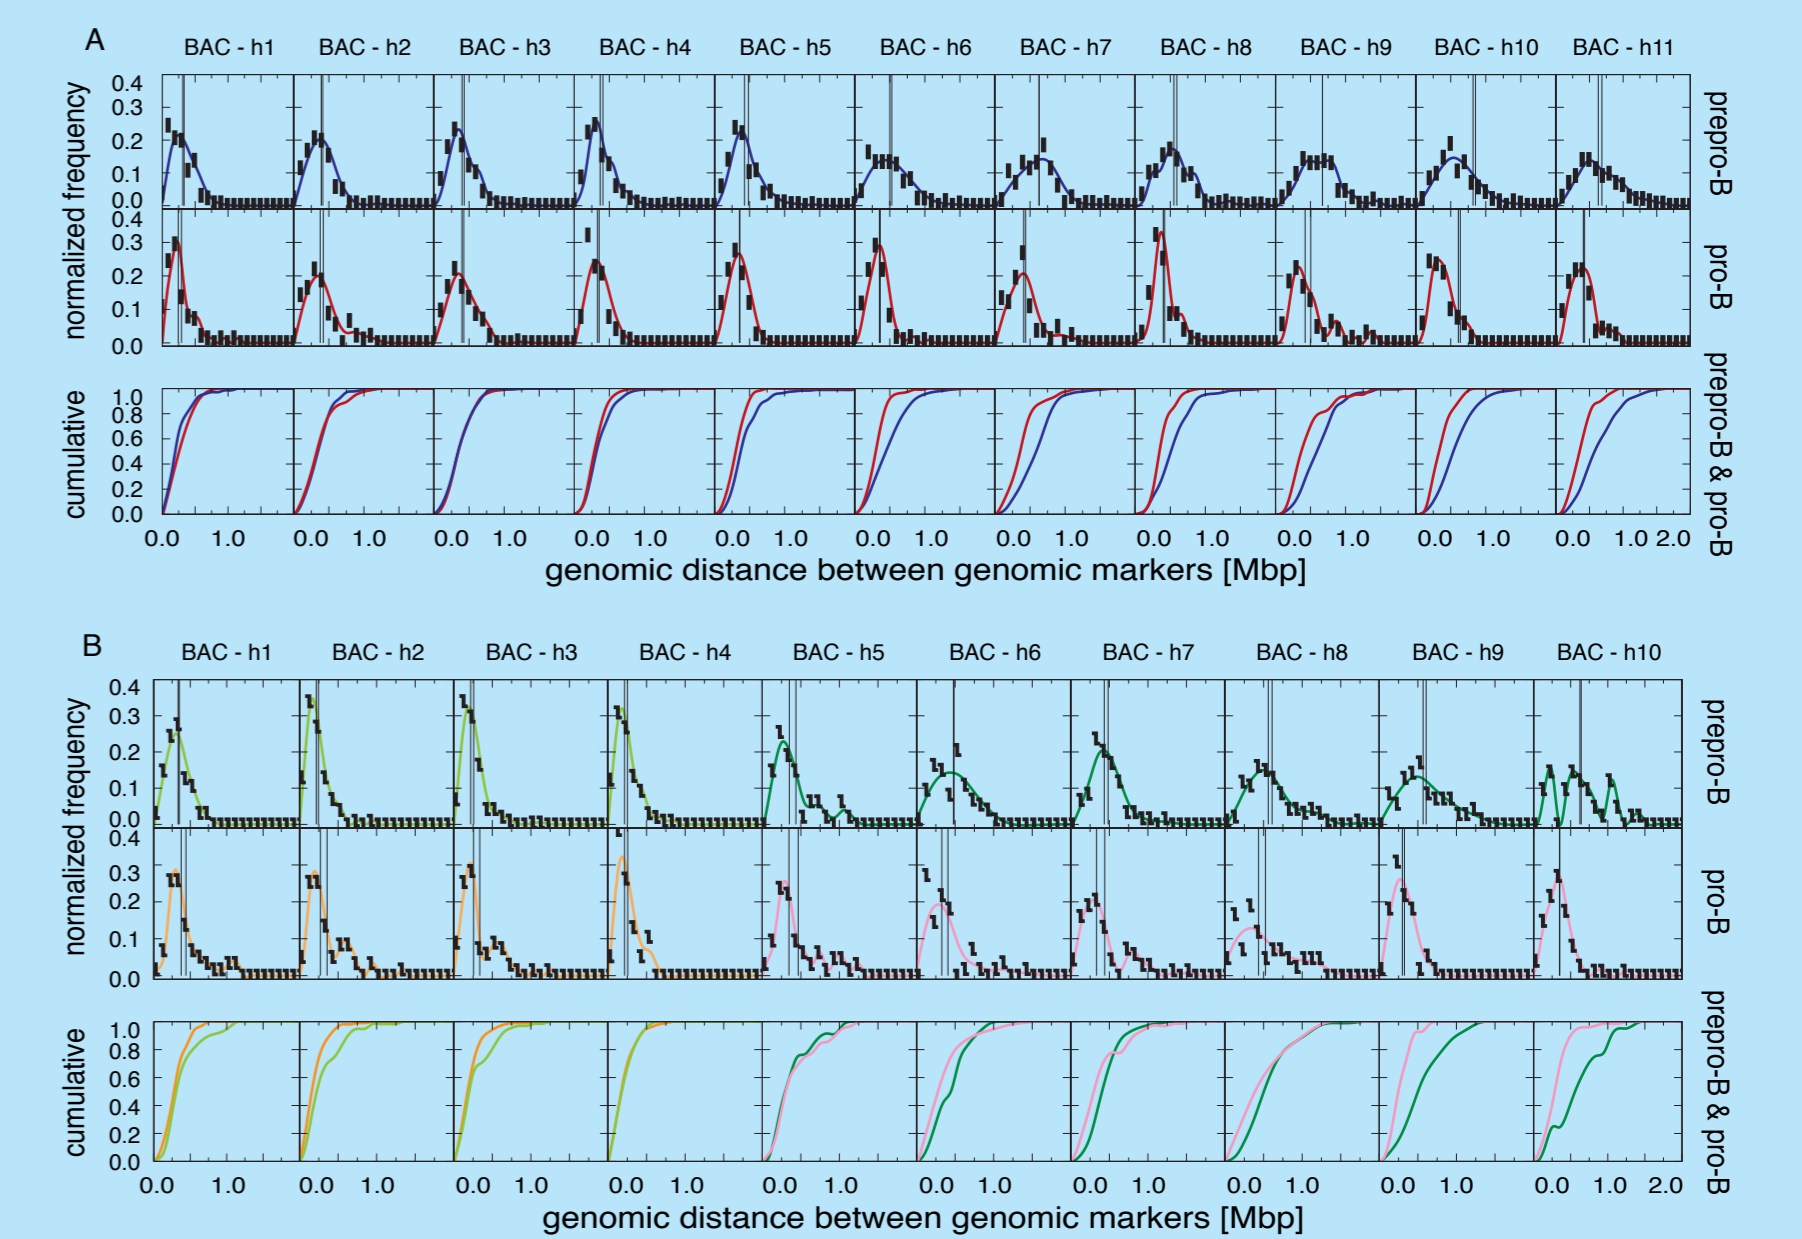 A
BAC - h1 BAC - h2 BAC - h3 BAC - h4 BAC - h5 BAC - h6 BAC - h7 BAC - h8 BAC - h9 BAC - h10 BAC - h11
normalized frequency
0.4
0.3
0.2
0.1
0.0
prepro-B
0.4
0.3
0.2
0.1
0.0
pro-B
cumulative
1.0
0.8
0.6
0.4
0.2
0.0
prepro-B & pro-B
0.0 1.0 0.0 1.0 0.0 1.0 0.0 1.0 0.0 1.0 0.0 1.0 0.0 1.0 0.0 1.0 0.0 1.0 0.0 1.0 0.0 1.0 2.0
genomic distance between genomic markers [Mbp]
B
BAC - h1 BAC - h2 BAC - h3 BAC - h4 BAC - h5 BAC - h6 BAC - h7 BAC - h8 BAC - h9 BAC - h10
normalized frequency
0.4
0.3
0.2
0.1
0.0
prepro-B
0.4
0.3
0.2
0.1
0.0
pro-B
cumulative
1.0
0.8
0.6
0.4
0.2
0.0
prepro-B & pro-B
0.0 1.0 0.0 1.0 0.0 1.0 0.0 1.0 0.0 1.0 0.0 1.0 0.0 1.0 0.0 1.0 0.0 1.0 0.0 1.0 2.0
genomic distance between genomic markers [Mbp]